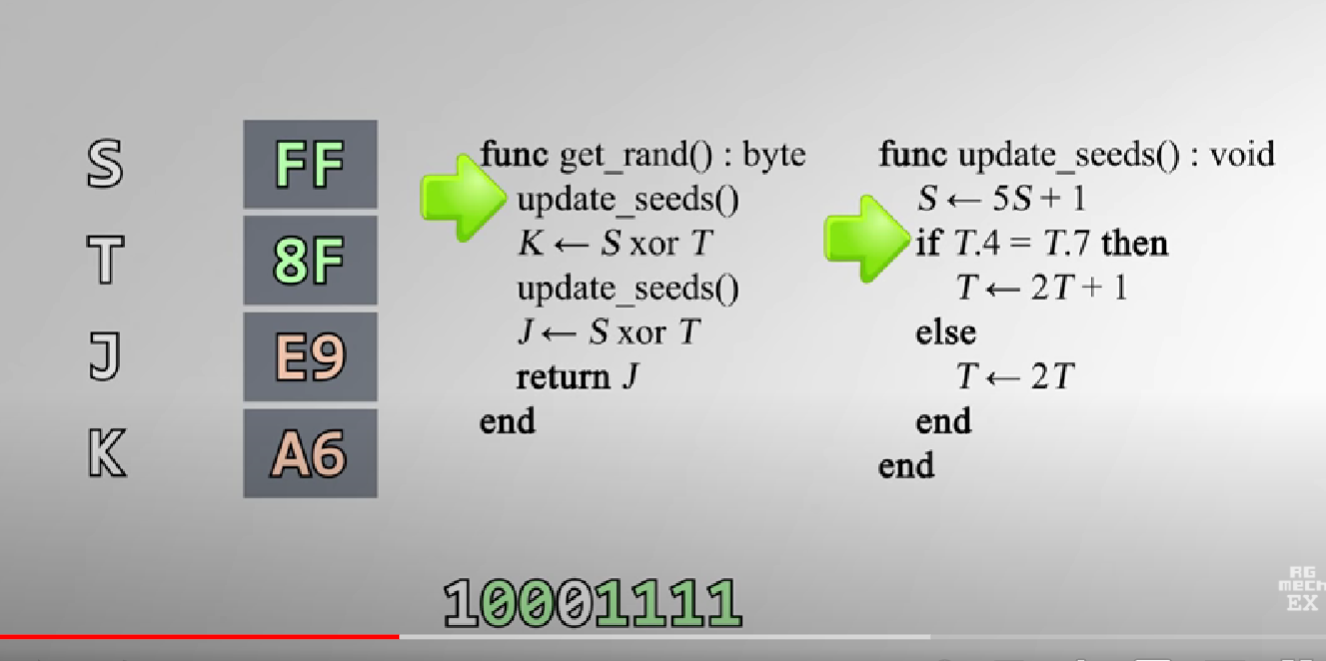 S FF
T 8F
J E9
K A6
func get_rand() : byte
update_seeds()
K ← S xor T
update_seeds()
J ← S xor T
return J
end
func update_seeds() : void
S ← 5S + 1
if T.4 = T.7 then
T ← 2T + 1
else
T ← 2T
end
end
10001111
AG
mech
EX